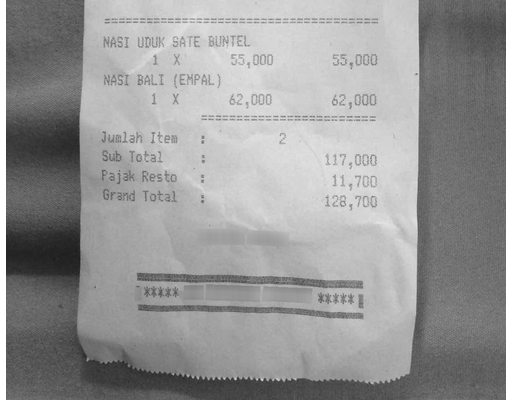 ====================================
NASI UDUK SATE BUNTEL
1 X 55,000 55,000
NASI BALI (EMPAL)
1 X 62,000 62,000
=======================
Jumlah Item : 2
Sub Total : 117,000
Pajak Resto : 11,700
Grand Total : 128,700
***** *****